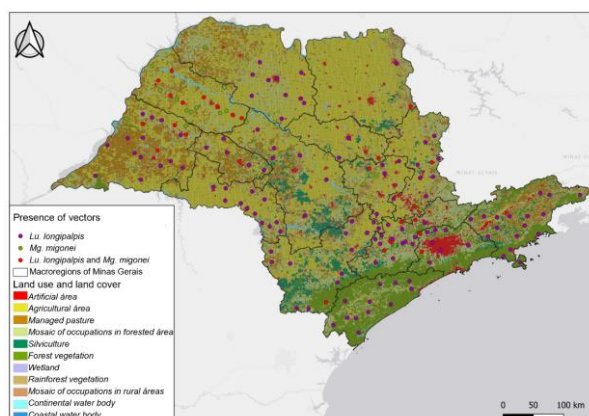 MINAS GERAIS
Presence of vectors
Lu. longipalpis
Mg. migonei
Lu. longipalpis and Mg. migonei
Macroregions of Minas Gerais
Land use and land cover
Artificial área
Agricultural área
Managed pasture
Mosaic of occupations in forested área
Silviculture
Forest vegetation
Wetland
Rainforest vegetation
Mosaic of occupations in rural áreas
Continental water body
Coastal water body
0 50 100 km